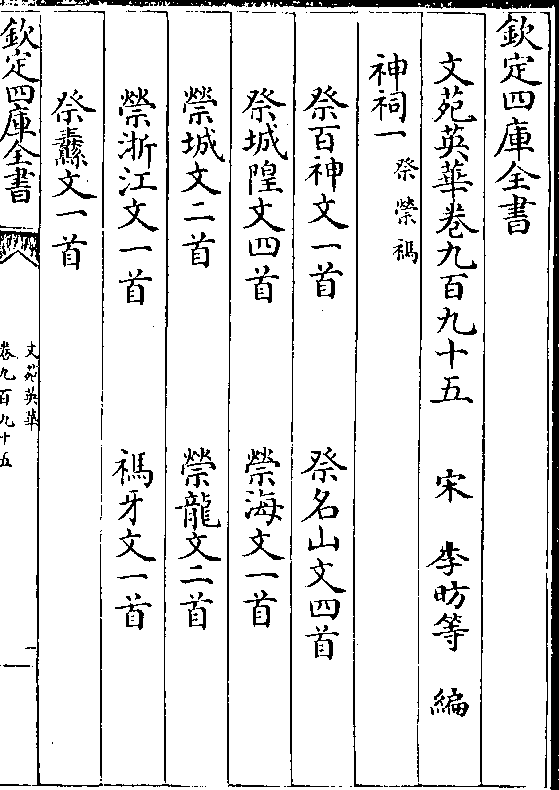 欽定四庫全書
文苑英華卷九百九十五　宋　李昉等　編
神祠一　祭禜禡
祭百神文一首　祭名山文四首
祭城隍文四首　禜海文一首
禜城文二首　禜龍文二首
禜浙江文一首　禡牙文一首
祭纛文一首
欽定四庫全書
文苑英華
卷九百九十五
一